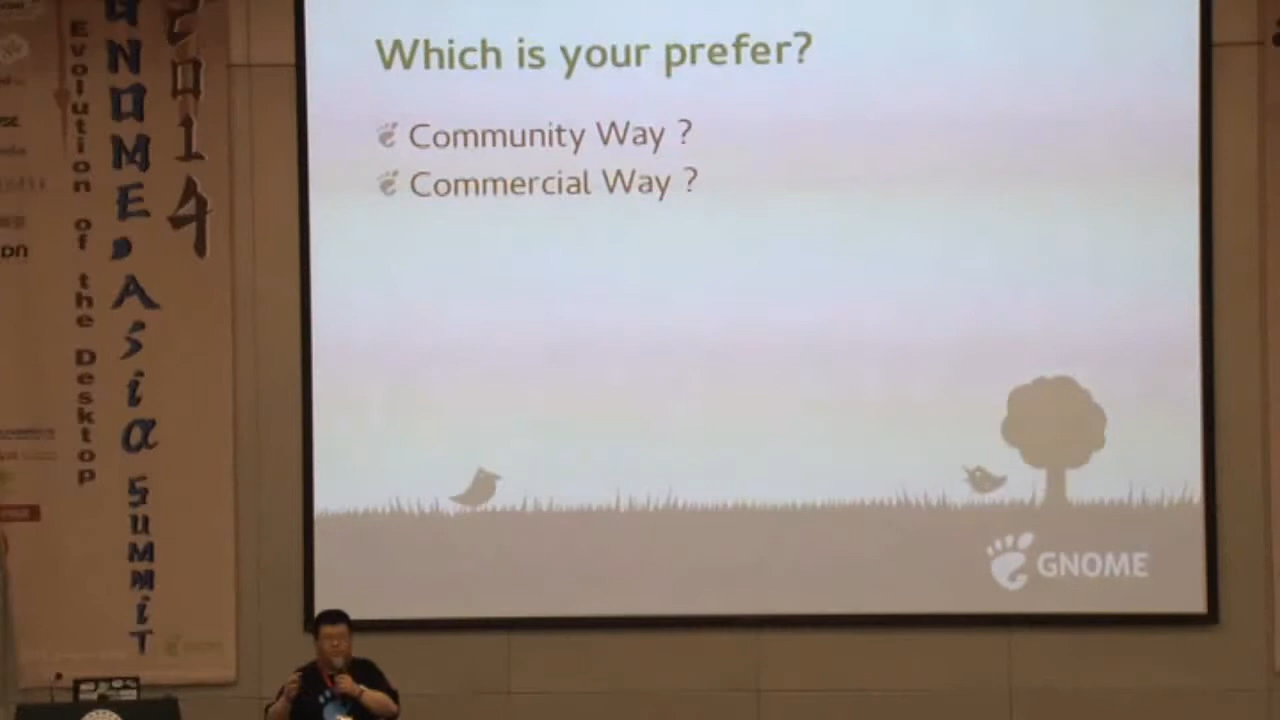 Which is your prefer?
Community Way ?
Commercial Way ?
GNOME
2014
GNOME.Asia Summit
Evolution of the Desktop